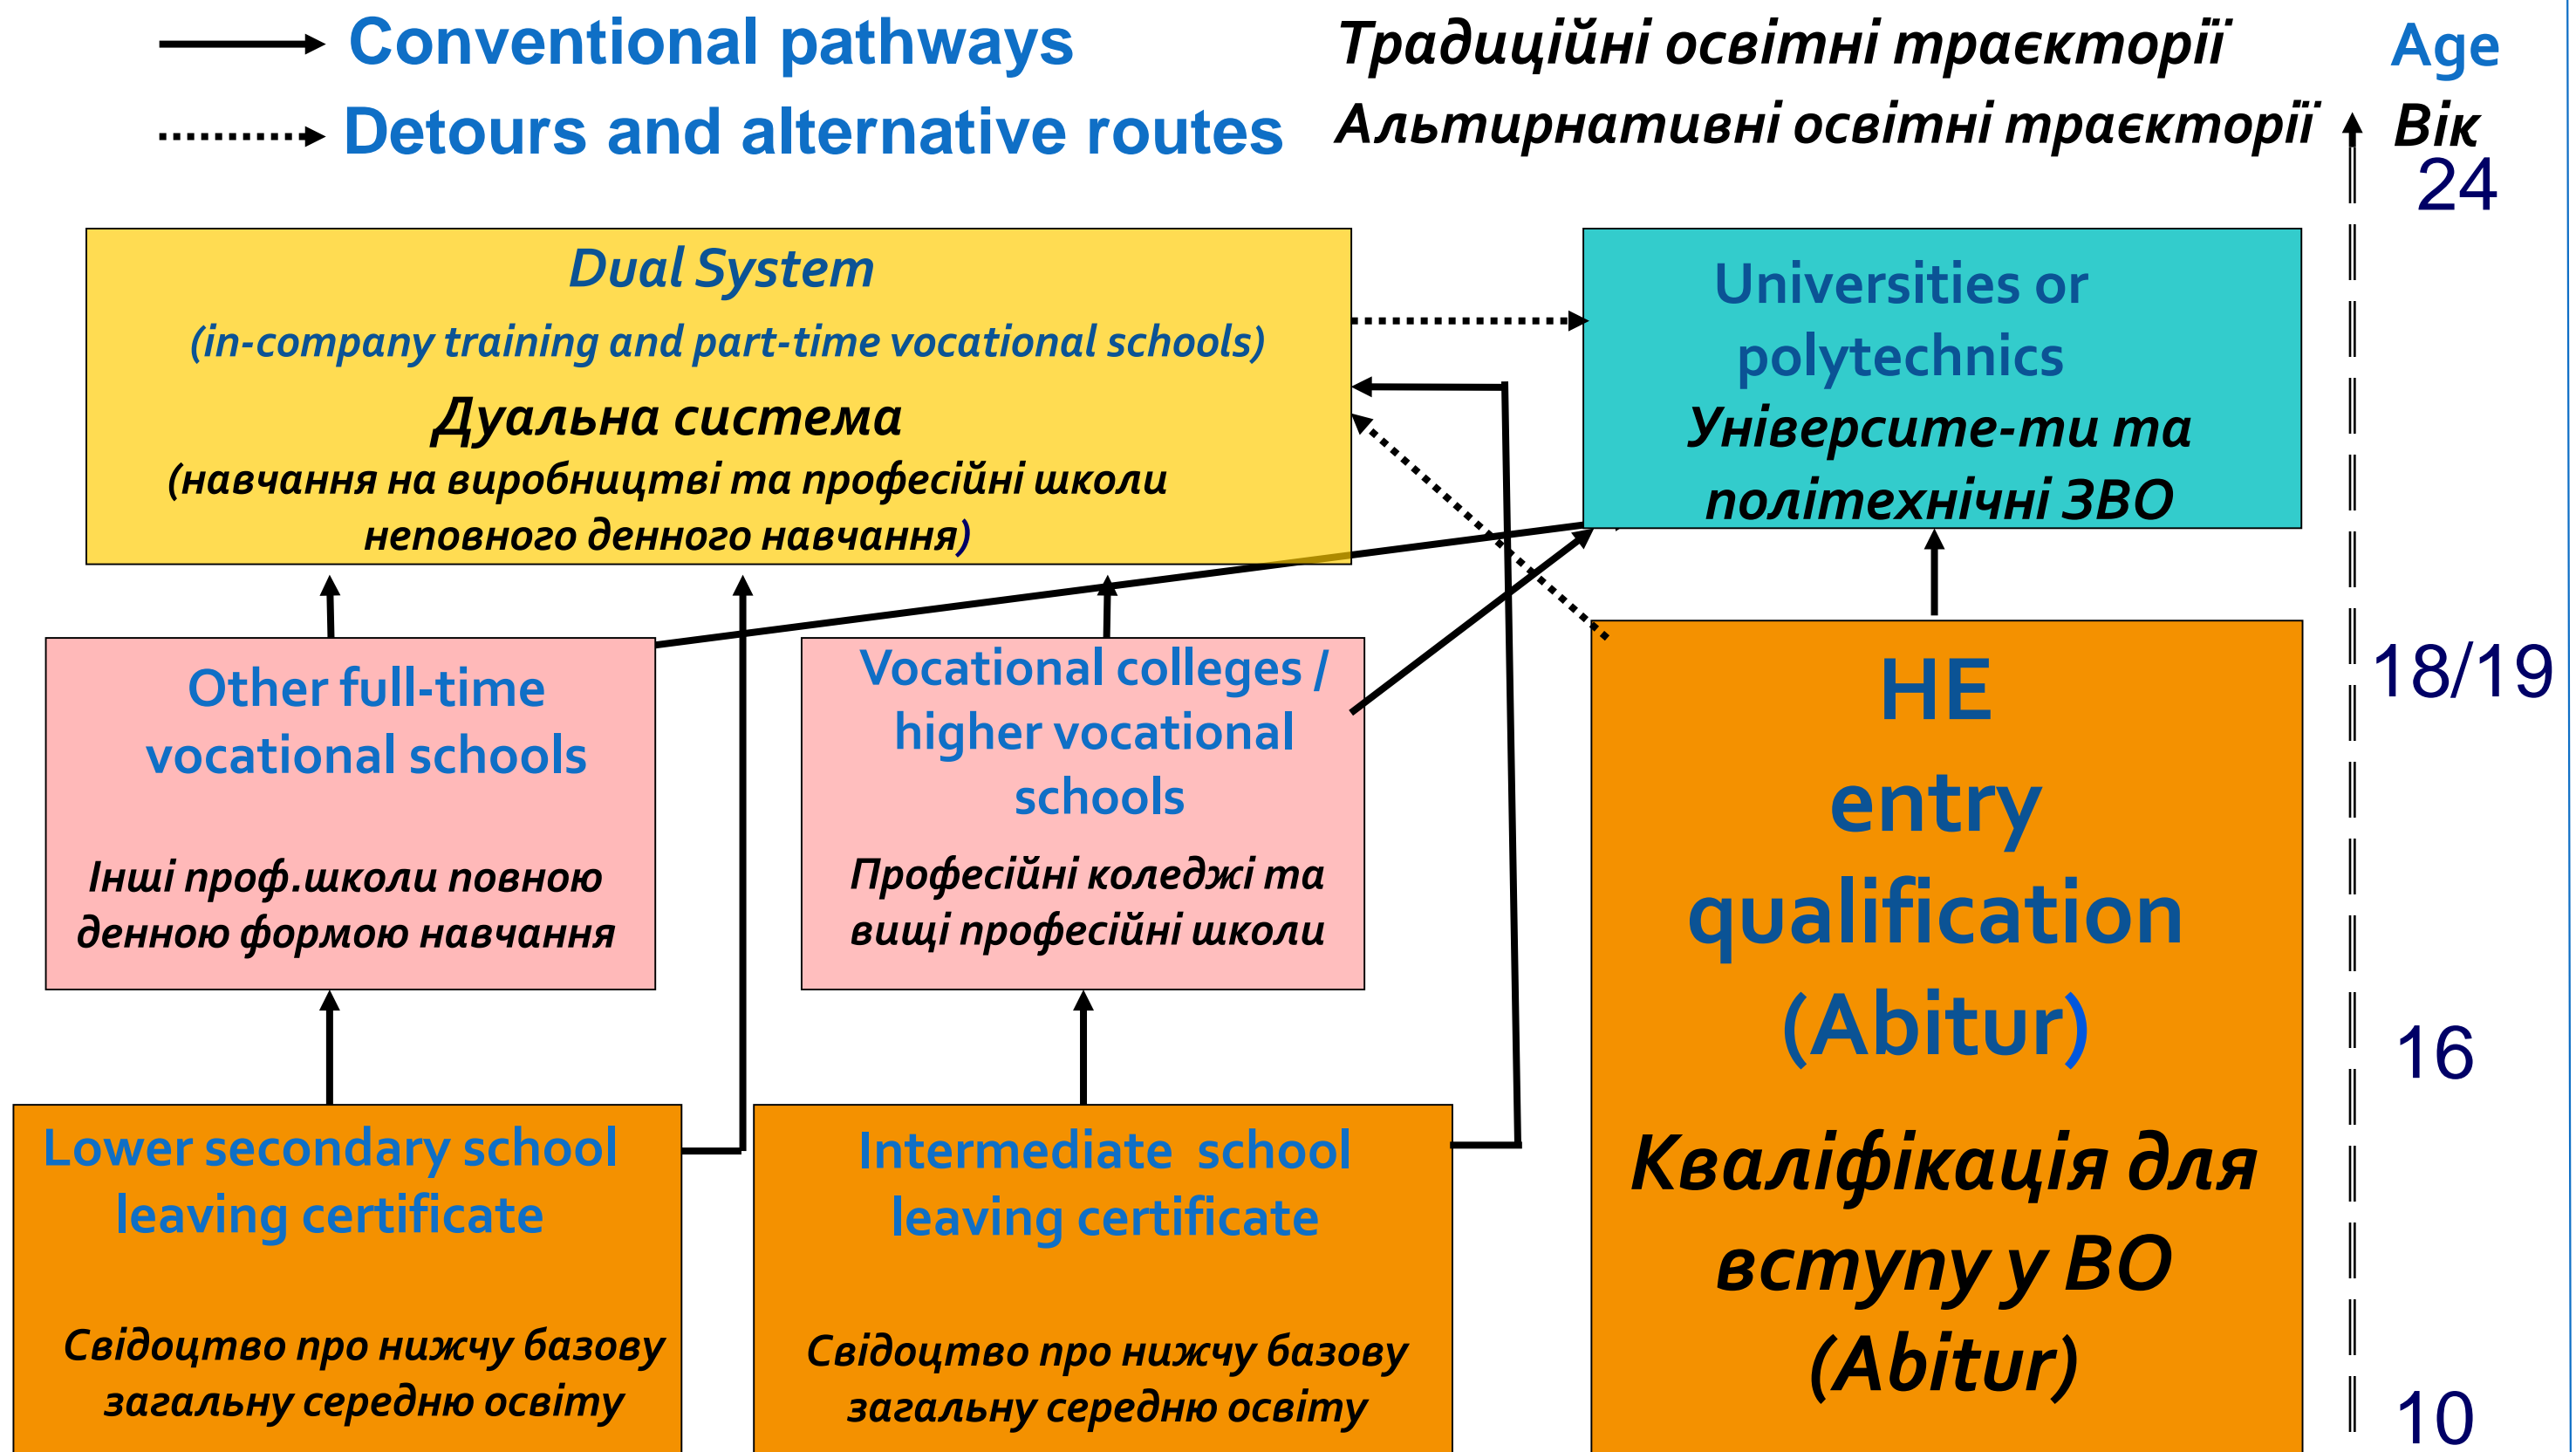 Conventional pathways
Традиційні освітні траєкторії
Age
Detours and alternative routes
Альтирнативні освітні траєкторії
Вік
24
Dual System
(in-company training and part-time vocational schools)
Дуальна система
(навчання на виробництві та професійні школи
неповного денного навчання)
Universities or
polytechnics
Університе-ти та
політехнічні ЗВО
Other full-time
vocational schools
Інші проф.школи повною
денною формою навчання
Vocational colleges /
higher vocational
schools
Професійні коледжі та
вищі професійні школи
HE
entry
qualification
(Abitur)
Кваліфікація для
вступу у ВО
(Abitur)
18/19
16
Lower secondary school
leaving certificate
Свідоцтво про нижчу базову
загальну середню освіту
Intermediate school
leaving certificate
Свідоцтво про нижчу базову
загальну середню освіту
10